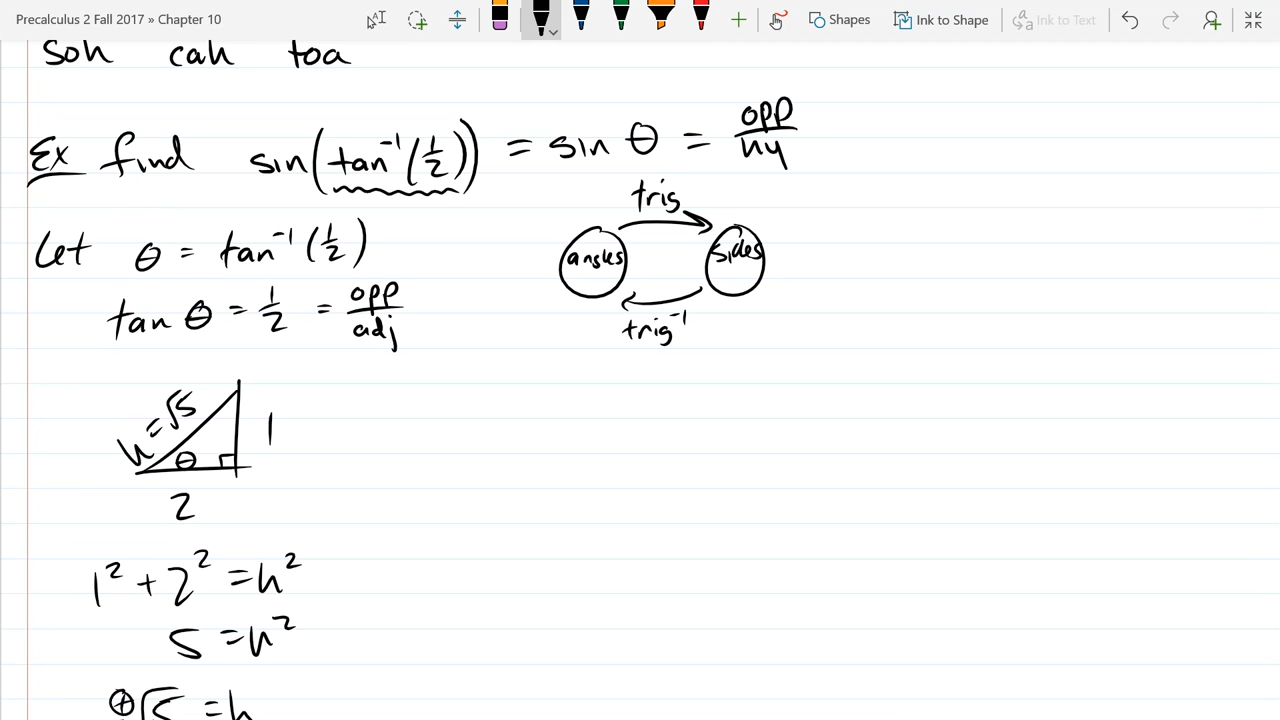 Precalculus 2 Fall 2017 » Chapter 10
Shapes
Ink to Shape
Ink to Text
soh cah toa
Ex find sin(tan⁻¹(1/2)) = sin θ = opp/hy
Let θ = tan⁻¹(1/2)
tan θ = 1/2 = opp/adj
trig
angles
sides
trig⁻¹
h=√5
θ
1
2
1² + 2² = h²
5 = h²
⊕√5 = h